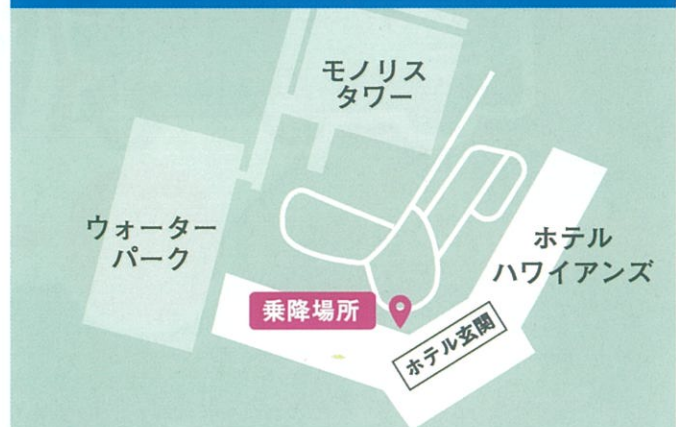 モノリス
タワー
ウォーター
パーク
ホテル
ハワイアンズ
乗降場所
ホテル玄関